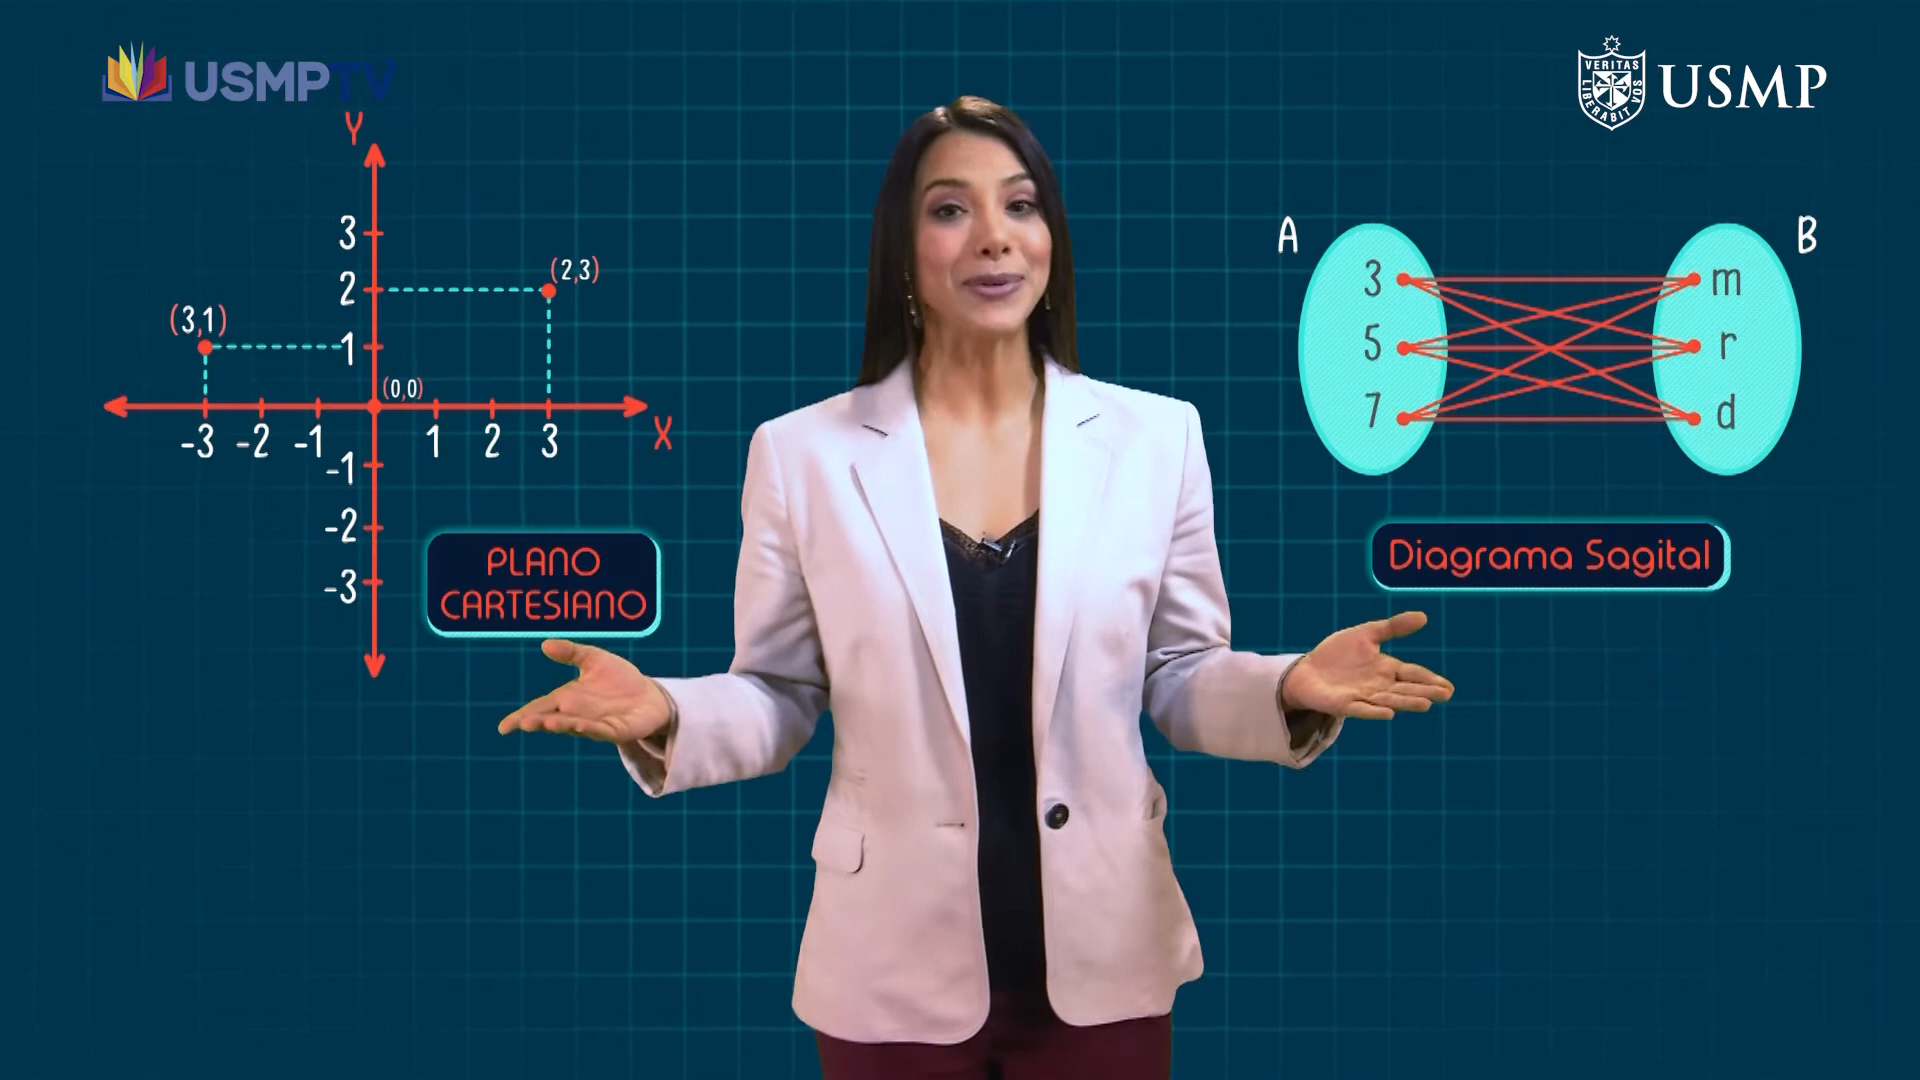 USMPTV
VERITAS
LIBERABIT VOS
USMP
Y
3
2
1
(2,3)
(3,1)
(0,0)
-3 -2 -1
1 2 3
X
-1
-2
-3
PLANO
CARTESIANO
A
B
3
5
7
m
r
d
Diagrama Sagital